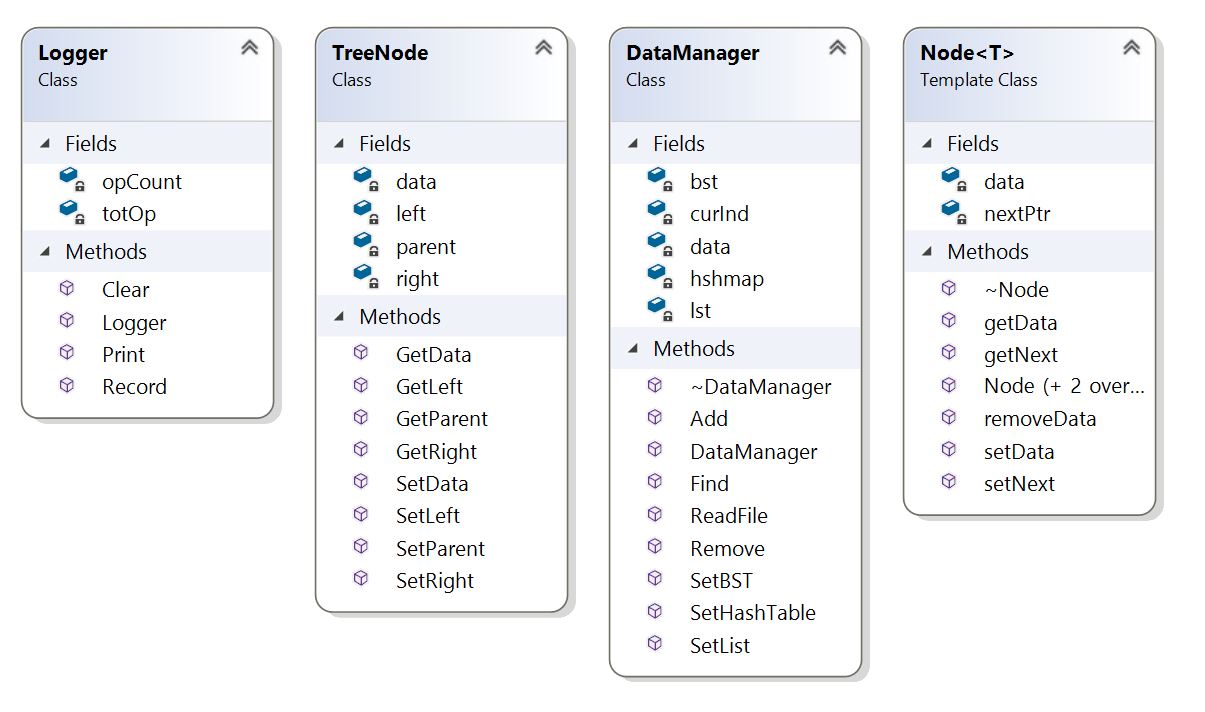 Logger
Class
Fields
opCount
totOp
Methods
Clear
Logger
Print
Record
TreeNode
Class
Fields
data
left
parent
right
Methods
GetData
GetLeft
GetParent
GetRight
SetData
SetLeft
SetParent
SetRight
DataManager
Class
Fields
bst
curInd
data
hshmap
lst
Methods
~DataManager
Add
DataManager
Find
ReadFile
Remove
SetBST
SetHashTable
SetList
Node<T>
Template Class
Fields
data
nextPtr
Methods
~Node
getData
getNext
Node (+ 2 over...
removeData
setData
setNext